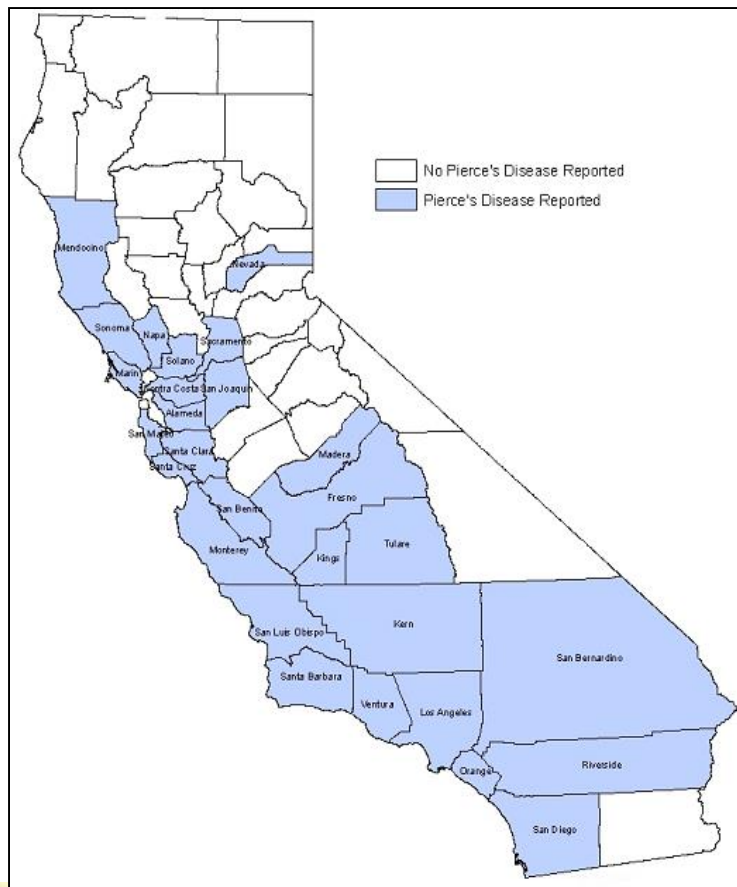 No Pierce's Disease Reported
Pierce's Disease Reported
Mendocino
Nevada
Sonoma
Napa
Sacramento
Solano
Marin
Contra Costa
San Joaquin
Alameda
San Mateo
Santa Clara
Santa Cruz
Madera
Fresno
San Benito
Monterey
Kings
Tulare
San Luis Obispo
Kern
San Bernardino
Santa Barbara
Ventura
Los Angeles
Orange
Riverside
San Diego